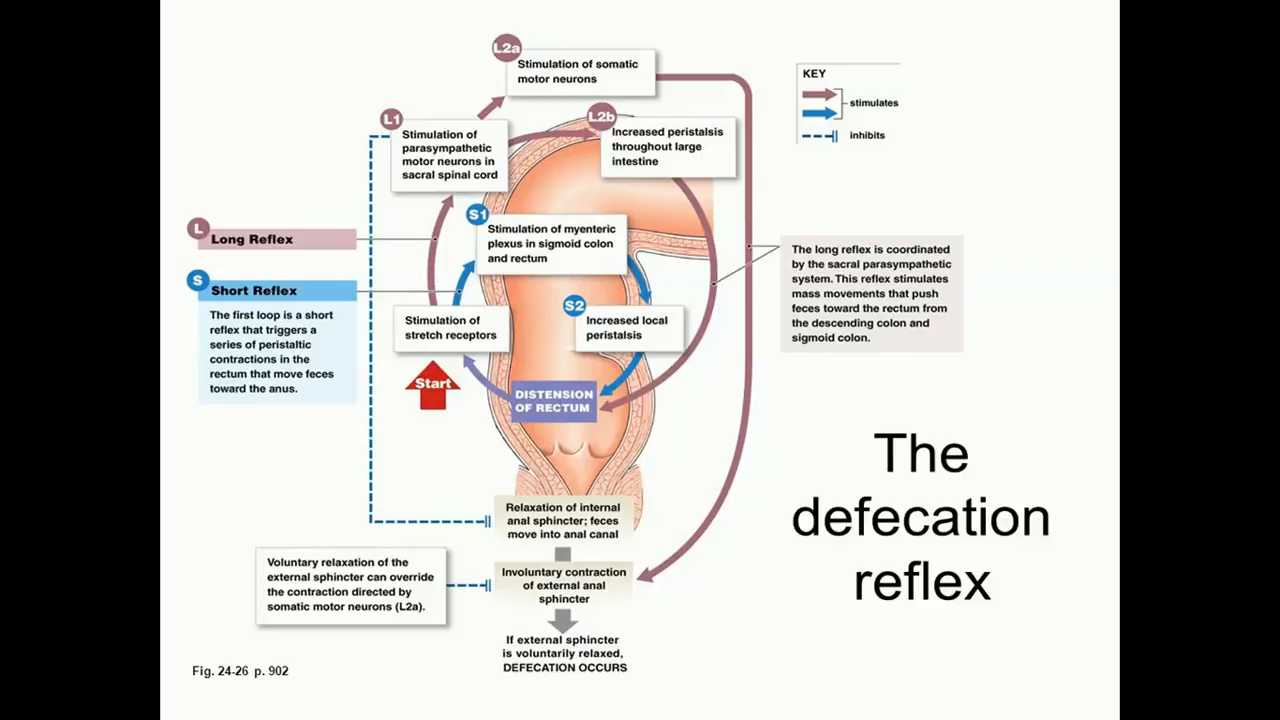 L2a
Stimulation of somatic
motor neurons
KEY
stimulates
inhibits
L1
Stimulation of
parasympathetic
motor neurons in
sacral spinal cord
L2b
Increased peristalsis
throughout large
intestine
L
Long Reflex
S
Short Reflex
The first loop is a short
reflex that triggers a
series of peristaltic
contractions in the
rectum that move feces
toward the anus.
S1
Stimulation of myenteric
plexus in sigmoid colon
and rectum
The long reflex is coordinated
by the sacral parasympathetic
system. This reflex stimulates
mass movements that push
feces toward the rectum from
the descending colon and
sigmoid colon.
Stimulation of
stretch receptors
S2
Increased local
peristalsis
Start
DISTENSION
OF RECTUM
The
defecation
reflex
Relaxation of internal
anal sphincter; feces
move into anal canal
Voluntary relaxation of the
external sphincter can override
the contraction directed by
somatic motor neurons (L2a).
Involuntary contraction
of external anal
sphincter
If external sphincter
is voluntarily relaxed,
DEFECATION OCCURS
Fig. 24-26 p. 902